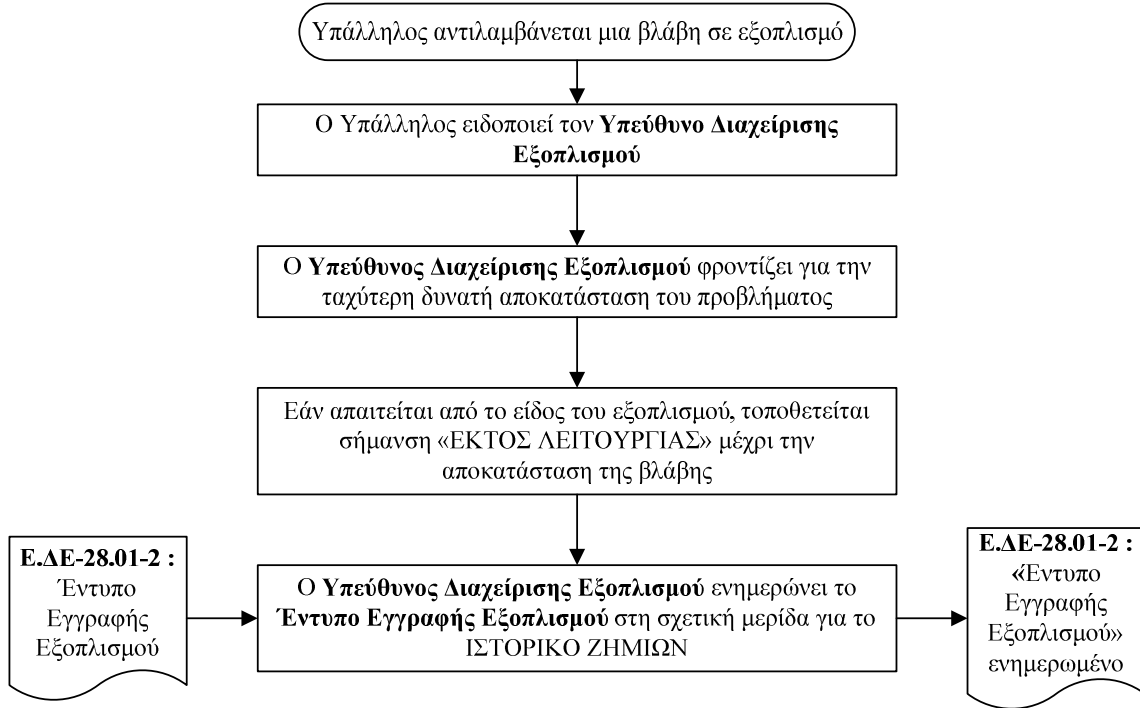 Υπάλληλος αντιλαμβάνεται μια βλάβη σε εξοπλισμό
Ο Υπάλληλος ειδοποιεί τον Υπεύθυνο Διαχείρισης
Εξοπλισμού
Ο Υπεύθυνος Διαχείρισης Εξοπλισμού φροντίζει για την
ταχύτερη δυνατή αποκατάσταση του προβλήματος
Εάν απαιτείται από το είδος του εξοπλισμού, τοποθετείται
σήμανση «ΕΚΤΟΣ ΛΕΙΤΟΥΡΓΙΑΣ» μέχρι την
αποκατάσταση της βλάβης
Ε.ΔΕ-28.01-2 :
Έντυπο
Εγγραφής
Εξοπλισμού
Ο Υπεύθυνος Διαχείρισης Εξοπλισμού ενημερώνει το
Έντυπο Εγγραφής Εξοπλισμού στη σχετική μερίδα για το
ΙΣΤΟΡΙΚΟ ΖΗΜΙΩΝ
Ε.ΔΕ-28.01-2 :
«Έντυπο
Εγγραφής
Εξοπλισμού»
ενημερωμένο